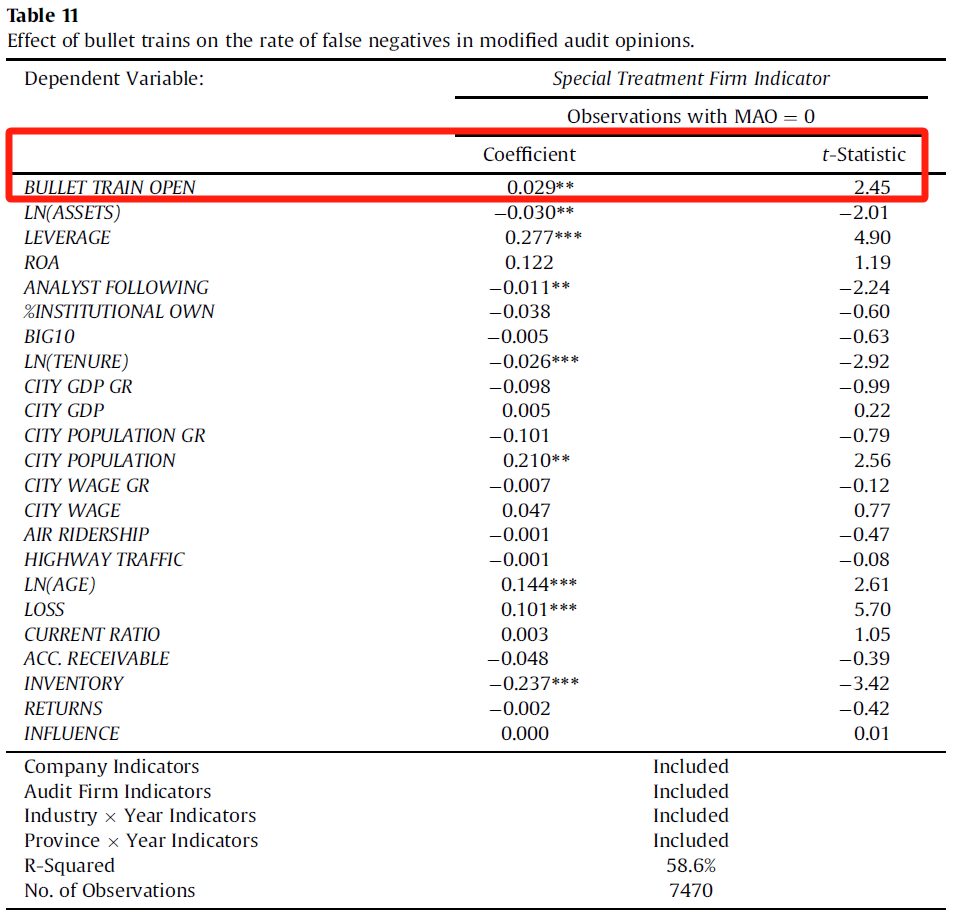 Table 11
Effect of bullet trains on the rate of false negatives in modified audit opinions.
Dependent Variable: Special Treatment Firm Indicator
Observations with MAO = 0
Coefficient t-Statistic
BULLET TRAIN OPEN 0.029** 2.45
LN(ASSETS) −0.030** −2.01
LEVERAGE 0.277*** 4.90
ROA 0.122 1.19
ANALYST FOLLOWING −0.011** −2.24
%INSTITUTIONAL OWN −0.038 −0.60
BIG10 −0.005 −0.63
LN(TENURE) −0.026*** −2.92
CITY GDP GR −0.098 −0.99
CITY GDP 0.005 0.22
CITY POPULATION GR −0.101 −0.79
CITY POPULATION 0.210** 2.56
CITY WAGE GR −0.007 −0.12
CITY WAGE 0.047 0.77
AIR RIDERSHIP −0.001 −0.47
HIGHWAY TRAFFIC −0.001 −0.08
LN(AGE) 0.144*** 2.61
LOSS 0.101*** 5.70
CURRENT RATIO 0.003 1.05
ACC. RECEIVABLE −0.048 −0.39
INVENTORY −0.237*** −3.42
RETURNS −0.002 −0.42
INFLUENCE 0.000 0.01
Company Indicators Included
Audit Firm Indicators Included
Industry × Year Indicators Included
Province × Year Indicators Included
R-Squared 58.6%
No. of Observations 7470